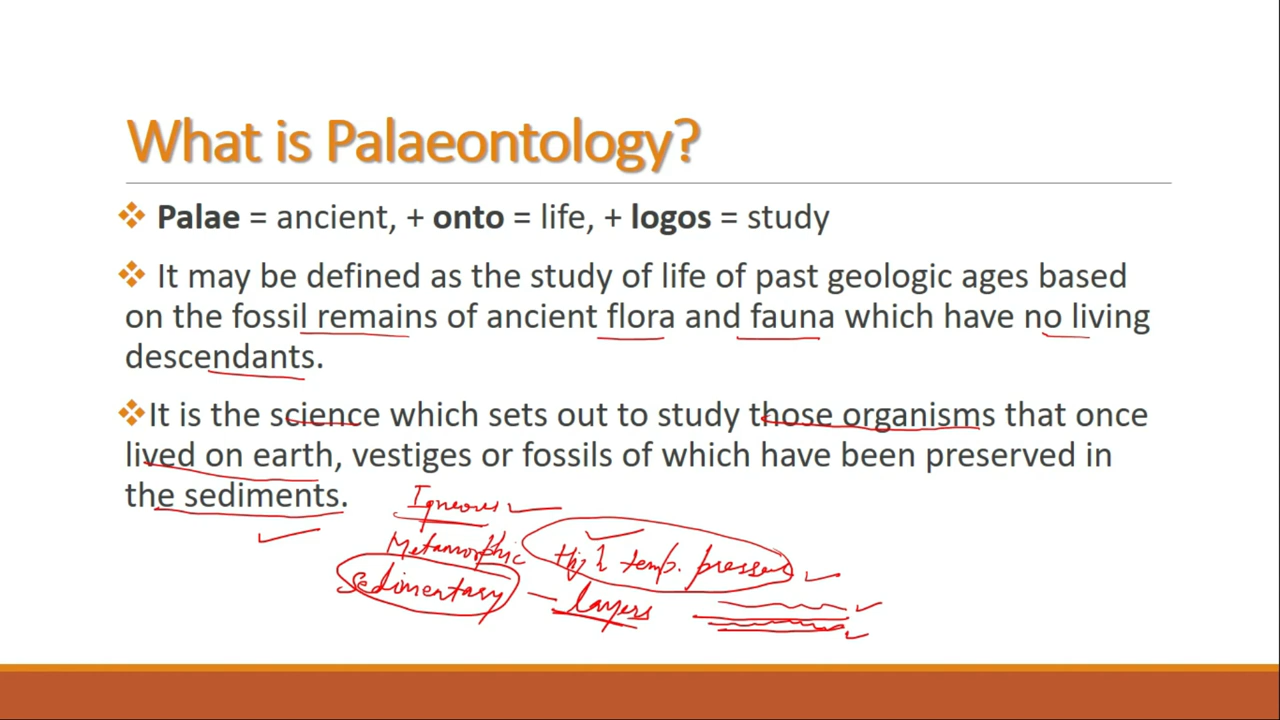 What is Palaeontology?
❖ Palae = ancient, + onto = life, + logos = study
❖ It may be defined as the study of life of past geologic ages based
on the fossil remains of ancient flora and fauna which have no living
descendants.
❖It is the science which sets out to study those organisms that once
lived on earth, vestiges or fossils of which have been preserved in
the sediments.
Igneous
Metamorphic High temp. pressure
sedimentary - layers